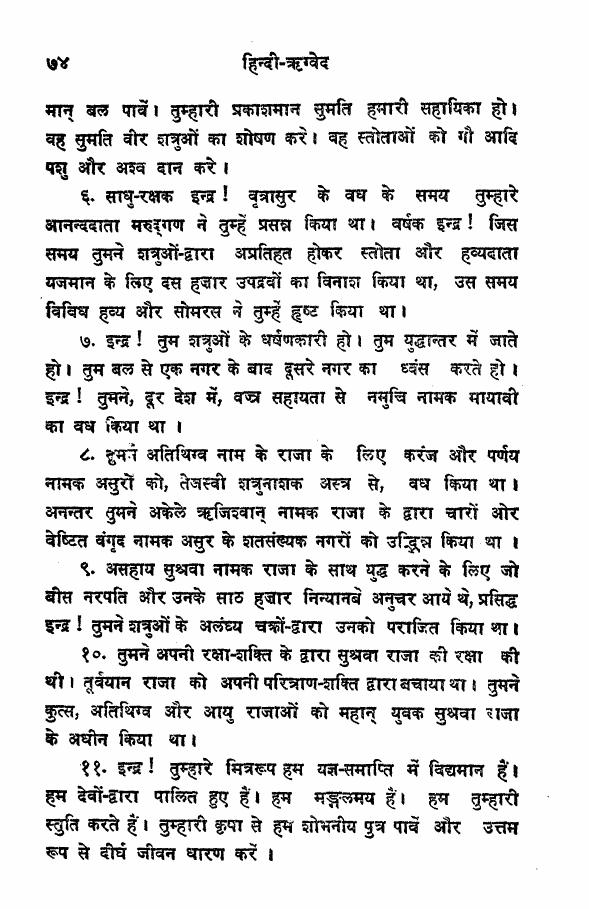 ७४ हिन्दी-ऋग्वेद
मान् बल पावें। तुम्हारी प्रकाशमान सुमति हमारी सहायिका हो।
वह सुमति वीर शत्रुओं का शोषण करे। वह स्तोताओं को गौ आदि
पशु और अश्व दान करे।
६. साधु-रक्षक इन्द्र! वृत्रासुर के वध के समय तुम्हारे
आनन्ददाता मरुद्गण ने तुम्हें प्रसन्न किया था। वर्षक इन्द्र! जिस
समय तुमने शत्रुओं-द्वारा अप्रतिहत होकर स्तोता और हव्यदाता
यजमान के लिए दस हज़ार उपद्रवों का विनाश किया था, उस समय
विविध हव्य और सोमरस ने तुम्हें हृष्ट किया था।
७. इन्द्र! तुम शत्रुओं के धर्षणकारी हो। तुम युद्धान्तर में जाते
हो। तुम बल से एक नगर के बाद दूसरे नगर का ध्वंस करते हो।
इन्द्र! तुमने, दूर देश में, वज्र सहायता से नमुचि नामक मायावी
का वध किया था।
८. तुमने अतिथिग्व नाम के राजा के लिए करंज और पर्णय
नामक असुरों को, तेजस्वी शत्रुनाशक अस्त्र से, वध किया था।
अनन्तर तुमने अकेले ऋजिश्वान् नामक राजा के द्वारा चारों ओर
वेष्टित बंगृद नामक असुर के शतसंख्यक नगरों को उद्भिन्न किया था।
९. असहाय सुश्रवा नामक राजा के साथ युद्ध करने के लिए जो
बीस नरपति और उनके साठ हज़ार निन्यानबे अनुचर आये थे, प्रसिद्ध
इन्द्र! तुमने शत्रुओं के अलंघ्य चक्रों-द्वारा उनको पराजित किया था।
१०. तुमने अपनी रक्षा-शक्ति के द्वारा सुश्रवा राजा की रक्षा की
थी। तूर्वयान राजा को अपनी परित्राण-शक्ति द्वारा बचाया था। तुमने
कुत्स, अतिथिग्व और आयु राजाओं को महान् युवक सुश्रवा राजा
के अधीन किया था।
११. इन्द्र! तुम्हारे मित्ररूप हम यज्ञ-समाप्ति में विद्यमान हैं।
हम देवों-द्वारा पालित हुए हैं। हम मङ्गलमय हैं। हम तुम्हारी
स्तुति करते हैं। तुम्हारी कृपा से हम शोभनीय पुत्र पावें और उत्तम
रूप से दीर्घ जीवन धारण करें।